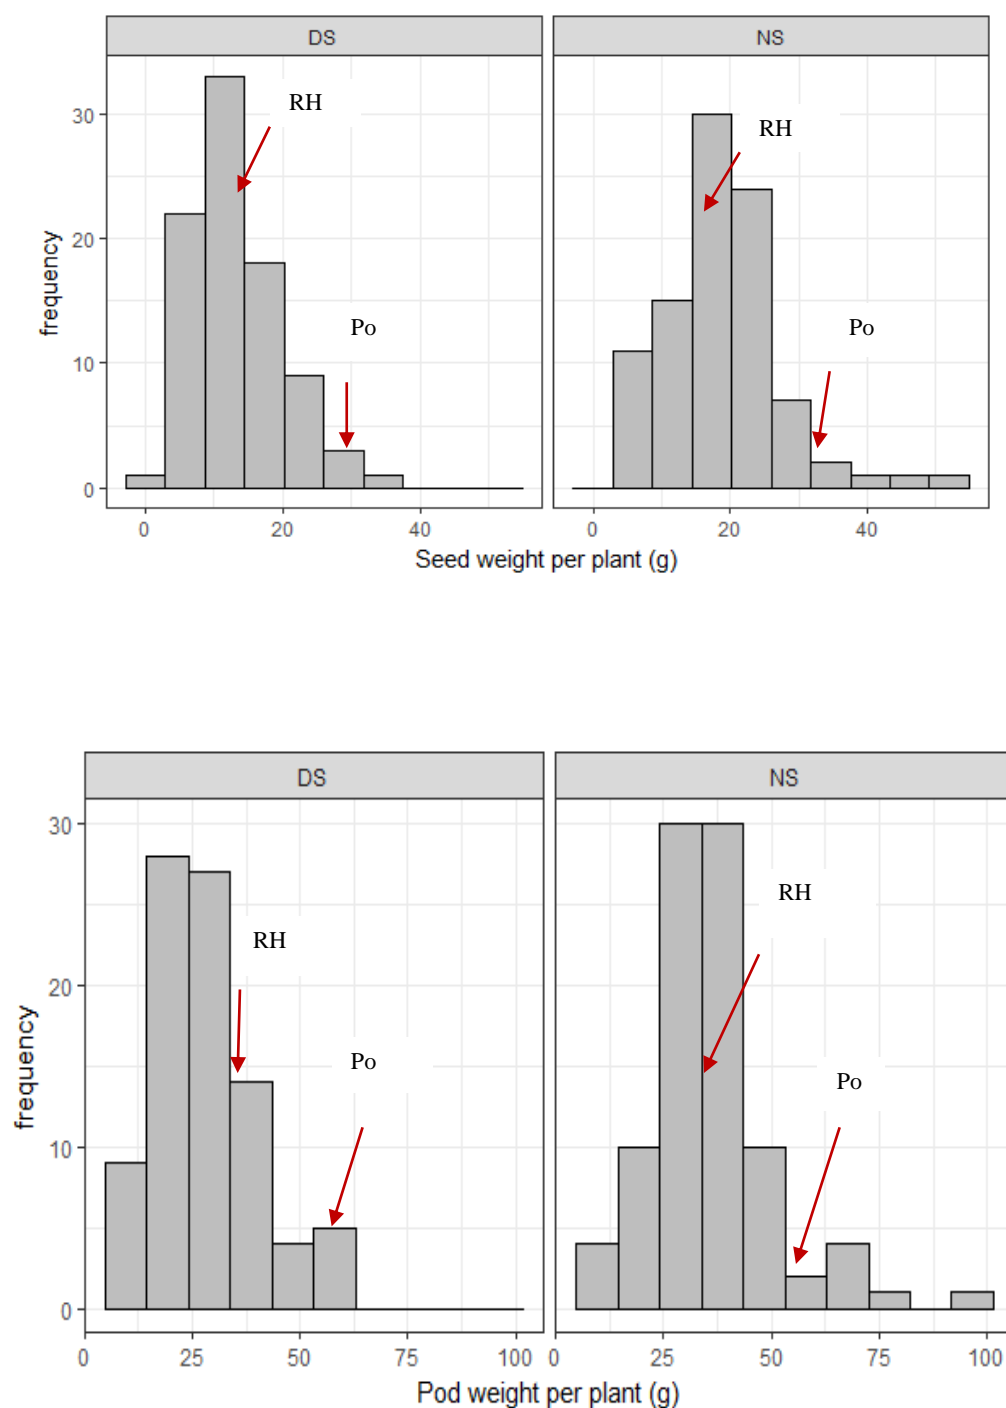 DS NS
RH
RH
30
20
frequency
Po
Po
10
0
0 20 40 0 20 40
Seed weight per plant (g)
DS NS
30
RH
RH
20
frequency
Po
Po
10
0
0 25 50 75 100 0 25 50 75 100
Pod weight per plant (g)